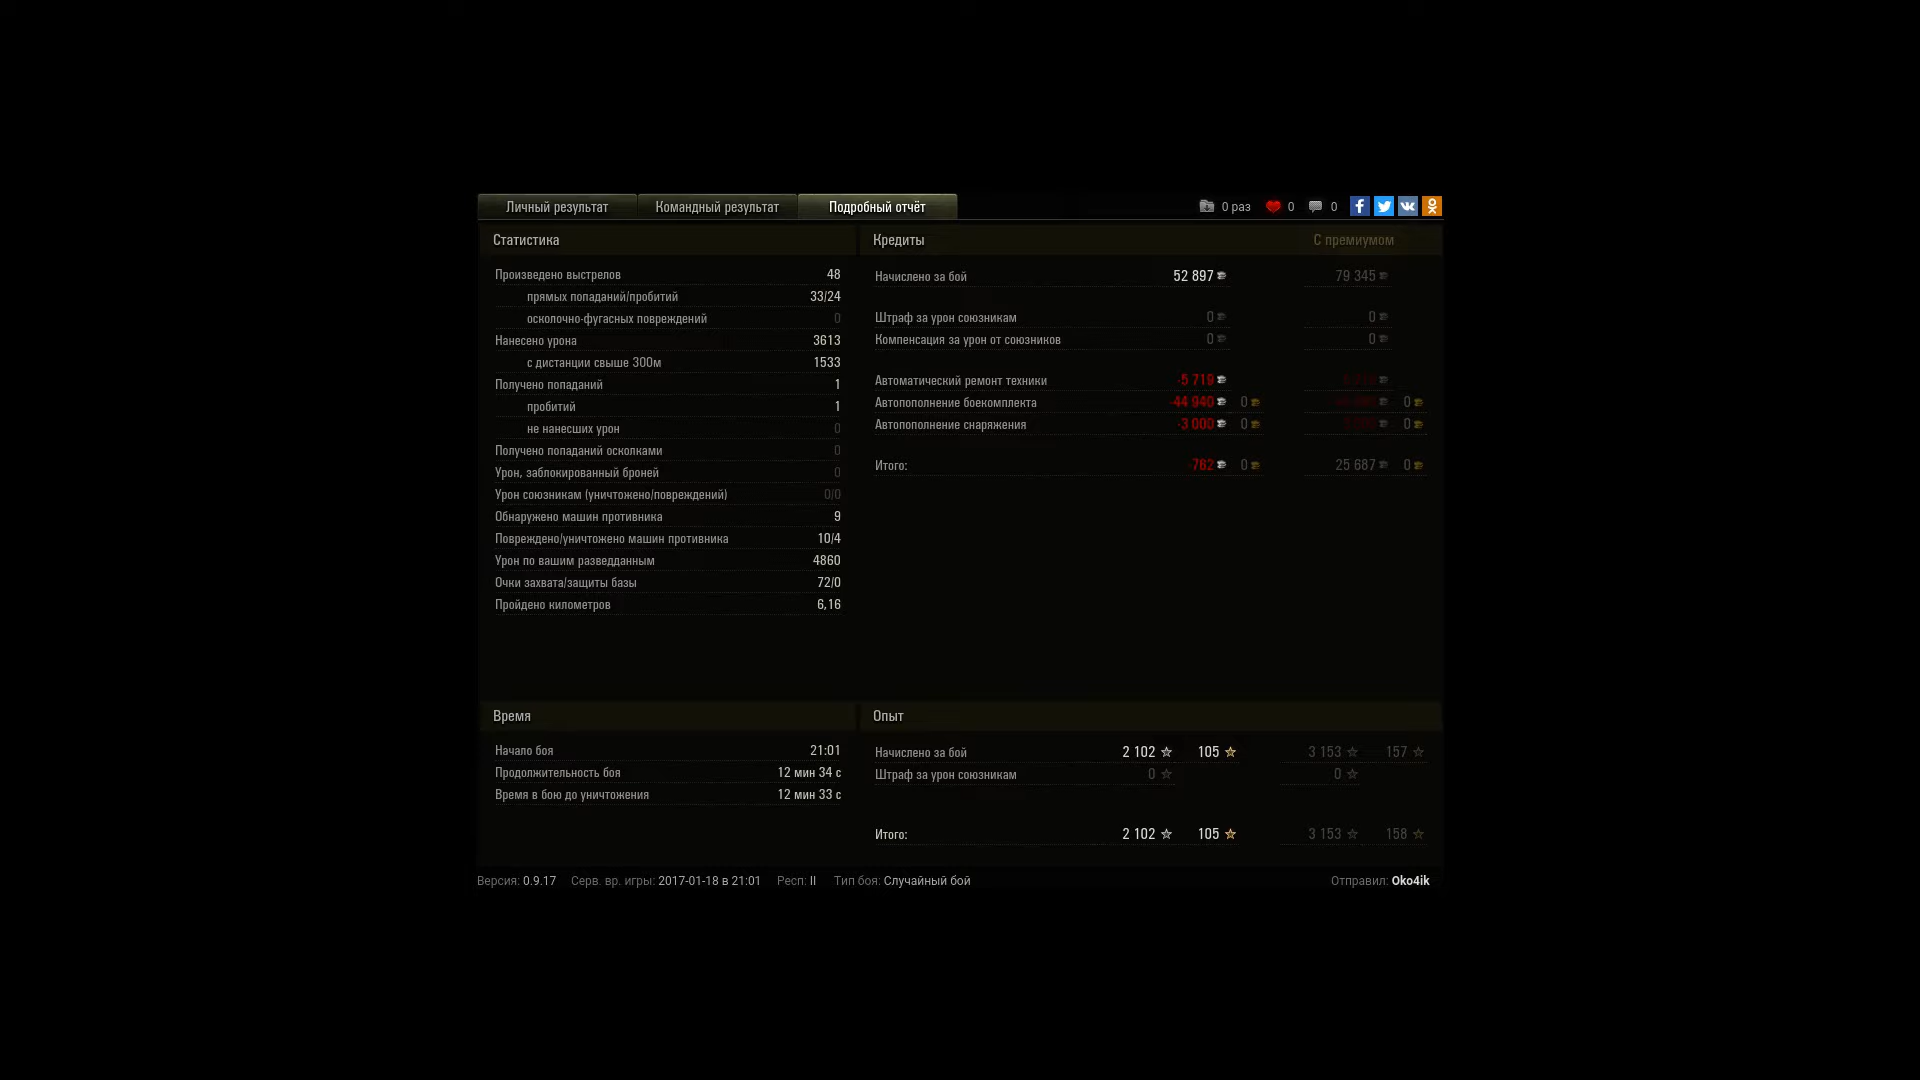 Личный результат Командный результат Подробный отчёт 0 раз 0 0
Статистика
Произведено выстрелов 48
прямых попаданий/пробитий 33/24
осколочно-фугасных повреждений 0
Нанесено урона 3613
с дистанции свыше 300м 1533
Получено попаданий 1
пробитий 1
не нанесших урон 0
Получено попаданий осколками 0
Урон, заблокированный броней 0
Урон союзникам (уничтожено/повреждений) 0/0
Обнаружено машин противника 9
Повреждено/уничтожено машин противника 10/4
Урон по вашим разведданным 4860
Очки захвата/защиты базы 72/0
Пройдено километров 6,16
Кредиты С премиумом
Начислено за бой 52 897 79 345
Штраф за урон союзникам 0 0
Компенсация за урон от союзников 0 0
Автоматический ремонт техники -5 719
Автопополнение боекомплекта -44 940 0 0
Автопополнение снаряжения -3 000 0 0
Итого: -762 0 25 687 0
Время
Начало боя 21:01
Продолжительность боя 12 мин 34 с
Время в бою до уничтожения 12 мин 33 с
Опыт
Начислено за бой 2 102 105 3 153 157
Штраф за урон союзникам 0 0
Итого: 2 102 105 3 153 158
Версия: 0.9.17 Серв. вр. игры: 2017-01-18 в 21:01 Респ: II Тип боя: Случайный бой Отправил: Oko4ik